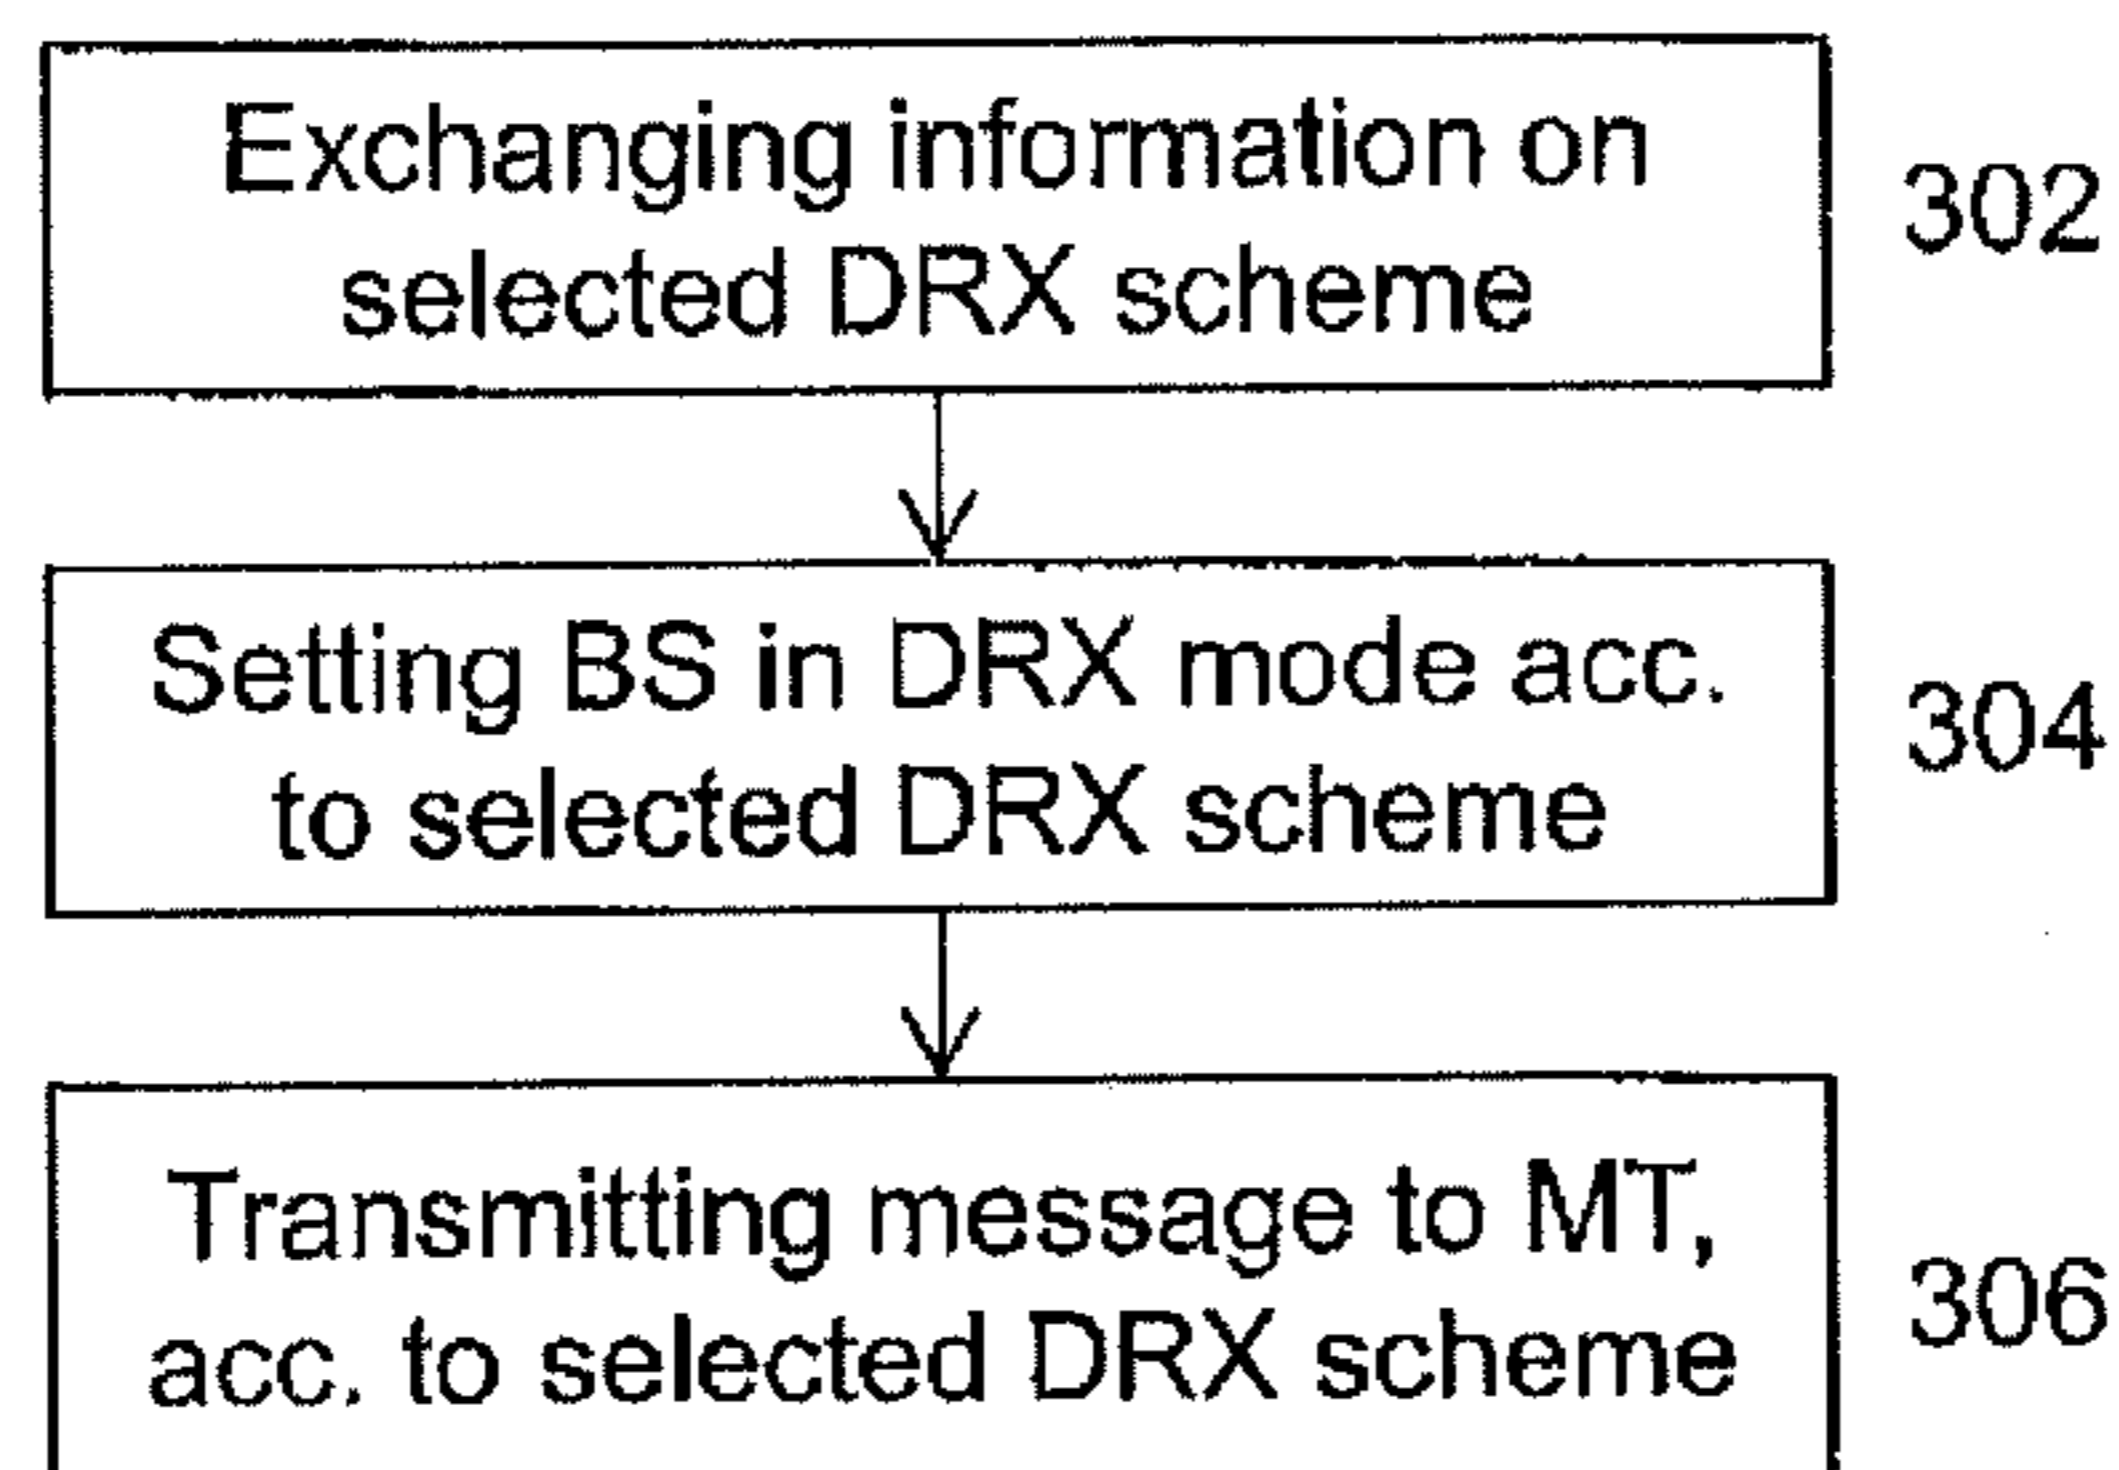 Exchanging information on
selected DRX scheme
302
Setting BS in DRX mode acc.
to selected DRX scheme
304
Transmitting message to MT,
acc. to selected DRX scheme
306